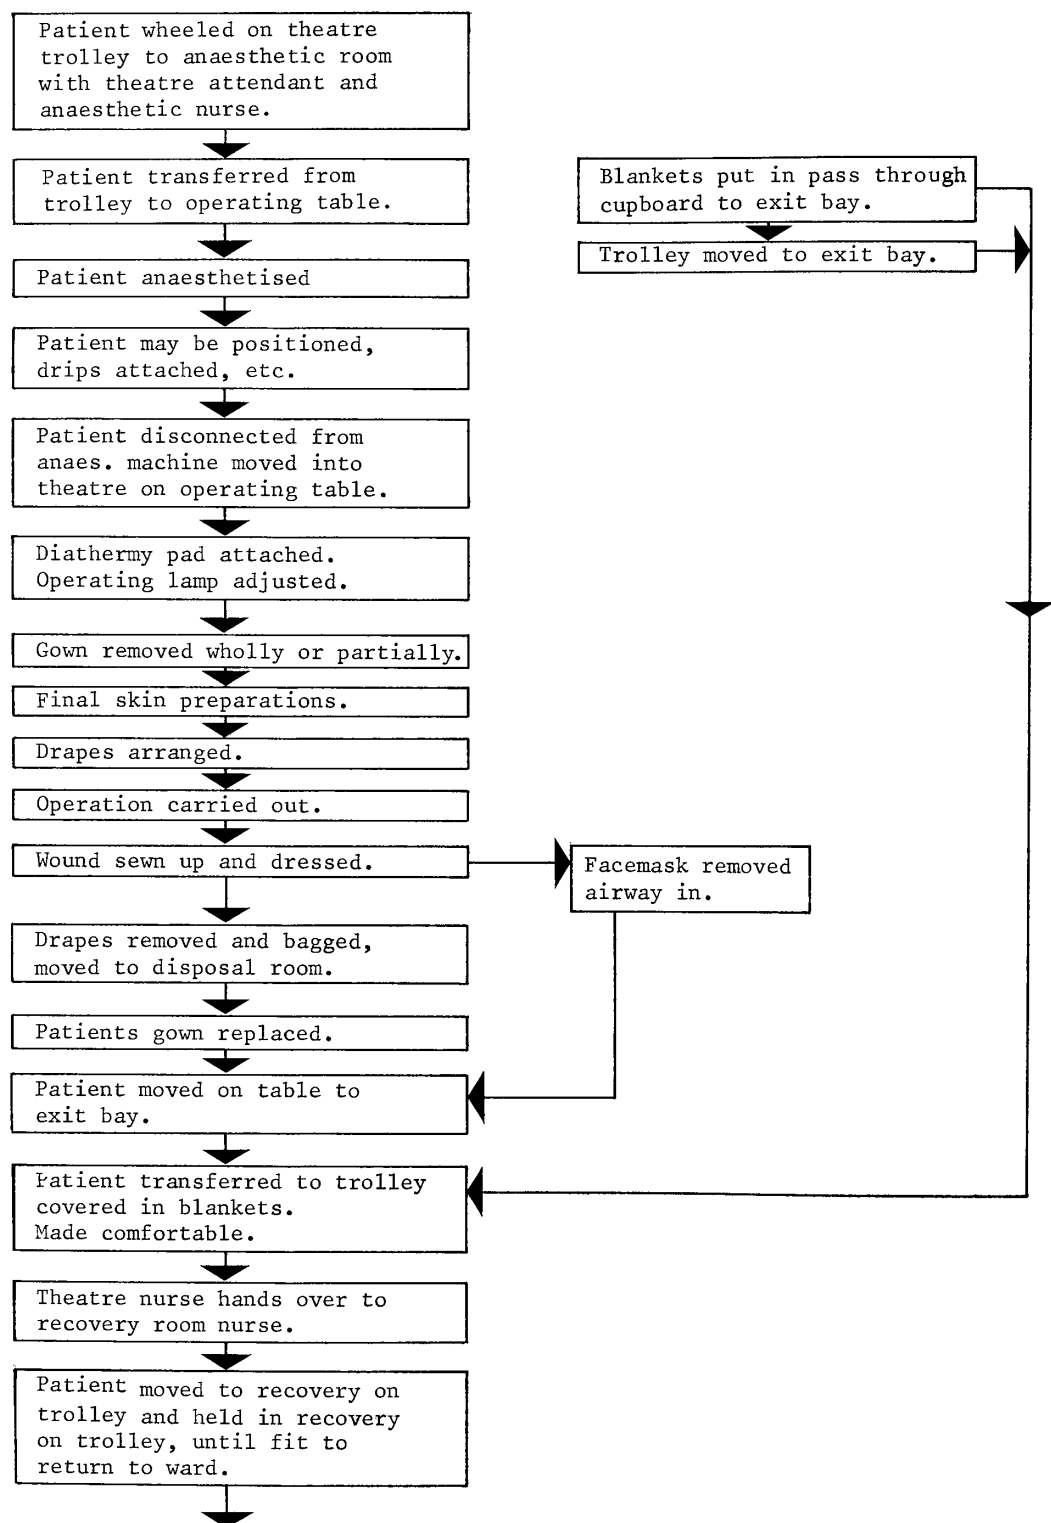 Patient wheeled on theatre
trolley to anaesthetic room
with theatre attendant and
anaesthetic nurse.
Patient transferred from
trolley to operating table.
Blankets put in pass through
cupboard to exit bay.
Trolley moved to exit bay.
Patient anaesthetised
Patient may be positioned,
drips attached, etc.
Patient disconnected from
anaes. machine moved into
theatre on operating table.
Diathermy pad attached.
Operating lamp adjusted.
Gown removed wholly or partially.
Final skin preparations.
Drapes arranged.
Operation carried out.
Wound sewn up and dressed.
Facemask removed
airway in.
Drapes removed and bagged,
moved to disposal room.
Patients gown replaced.
Patient moved on table to
exit bay.
Patient transferred to trolley
covered in blankets.
Made comfortable.
Theatre nurse hands over to
recovery room nurse.
Patient moved to recovery on
trolley and held in recovery
on trolley, until fit to
return to ward.